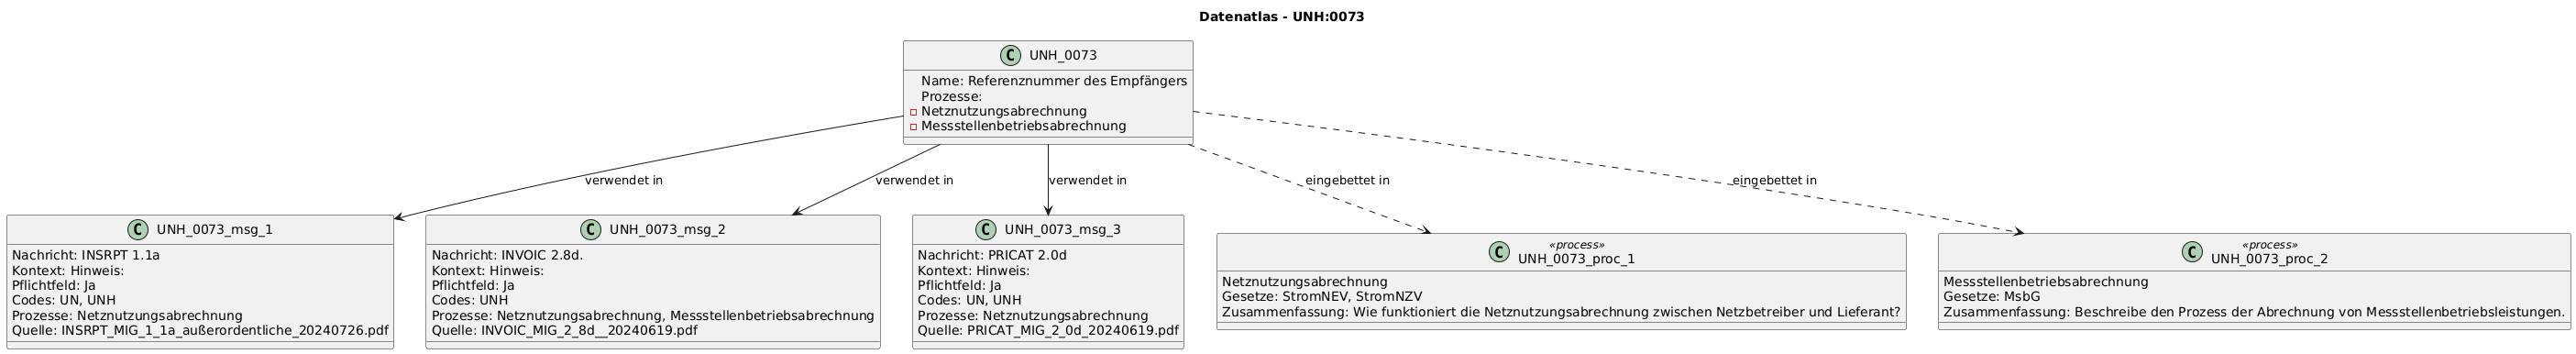 Datenatlas - UNH:0073
C UNH_0073
Name: Referenznummer des Empfängers
Prozesse:
Netznutzungsabrechnung
Messstellenbetriebsabrechnung
verwendet in
verwendet in
verwendet in
eingebettet in
eingebettet in
C UNH_0073_msg_1
Nachricht: INSRPT 1.1a
Kontext: Hinweis:
Pflichtfeld: Ja
Codes: UN, UNH
Prozesse: Netznutzungsabrechnung
Quelle: INSRPT_MIG_1_1a_außerordentliche_20240726.pdf
C UNH_0073_msg_2
Nachricht: INVOIC 2.8d.
Kontext: Hinweis:
Pflichtfeld: Ja
Codes: UNH
Prozesse: Netznutzungsabrechnung, Messstellenbetriebsabrechnung
Quelle: INVOIC_MIG_2_8d__20240619.pdf
C UNH_0073_msg_3
Nachricht: PRICAT 2.0d
Kontext: Hinweis:
Pflichtfeld: Ja
Codes: UN, UNH
Prozesse: Netznutzungsabrechnung
Quelle: PRICAT_MIG_2_0d_20240619.pdf
«process»
C UNH_0073_proc_1
Netznutzungsabrechnung
Gesetze: StromNEV, StromNZV
Zusammenfassung: Wie funktioniert die Netznutzungsabrechnung zwischen Netzbetreiber und Lieferant?
«process»
C UNH_0073_proc_2
Messstellenbetriebsabrechnung
Gesetze: MsbG
Zusammenfassung: Beschreibe den Prozess der Abrechnung von Messstellenbetriebsleistungen.